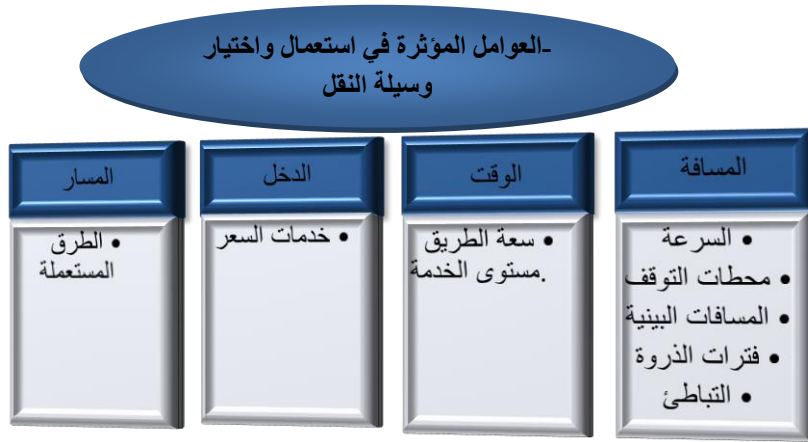 -العوامل المؤثرة في استعمال واختيار
وسيلة النقل
المسافة
• السرعة
• محطات التوقف
• المسافات البينية
• فترات الذروة
• التباطئ
الوقت
• سعة الطريق
مستوى الخدمة.
الدخل
• خدمات السعر
المسار
• الطرق
المستعملة